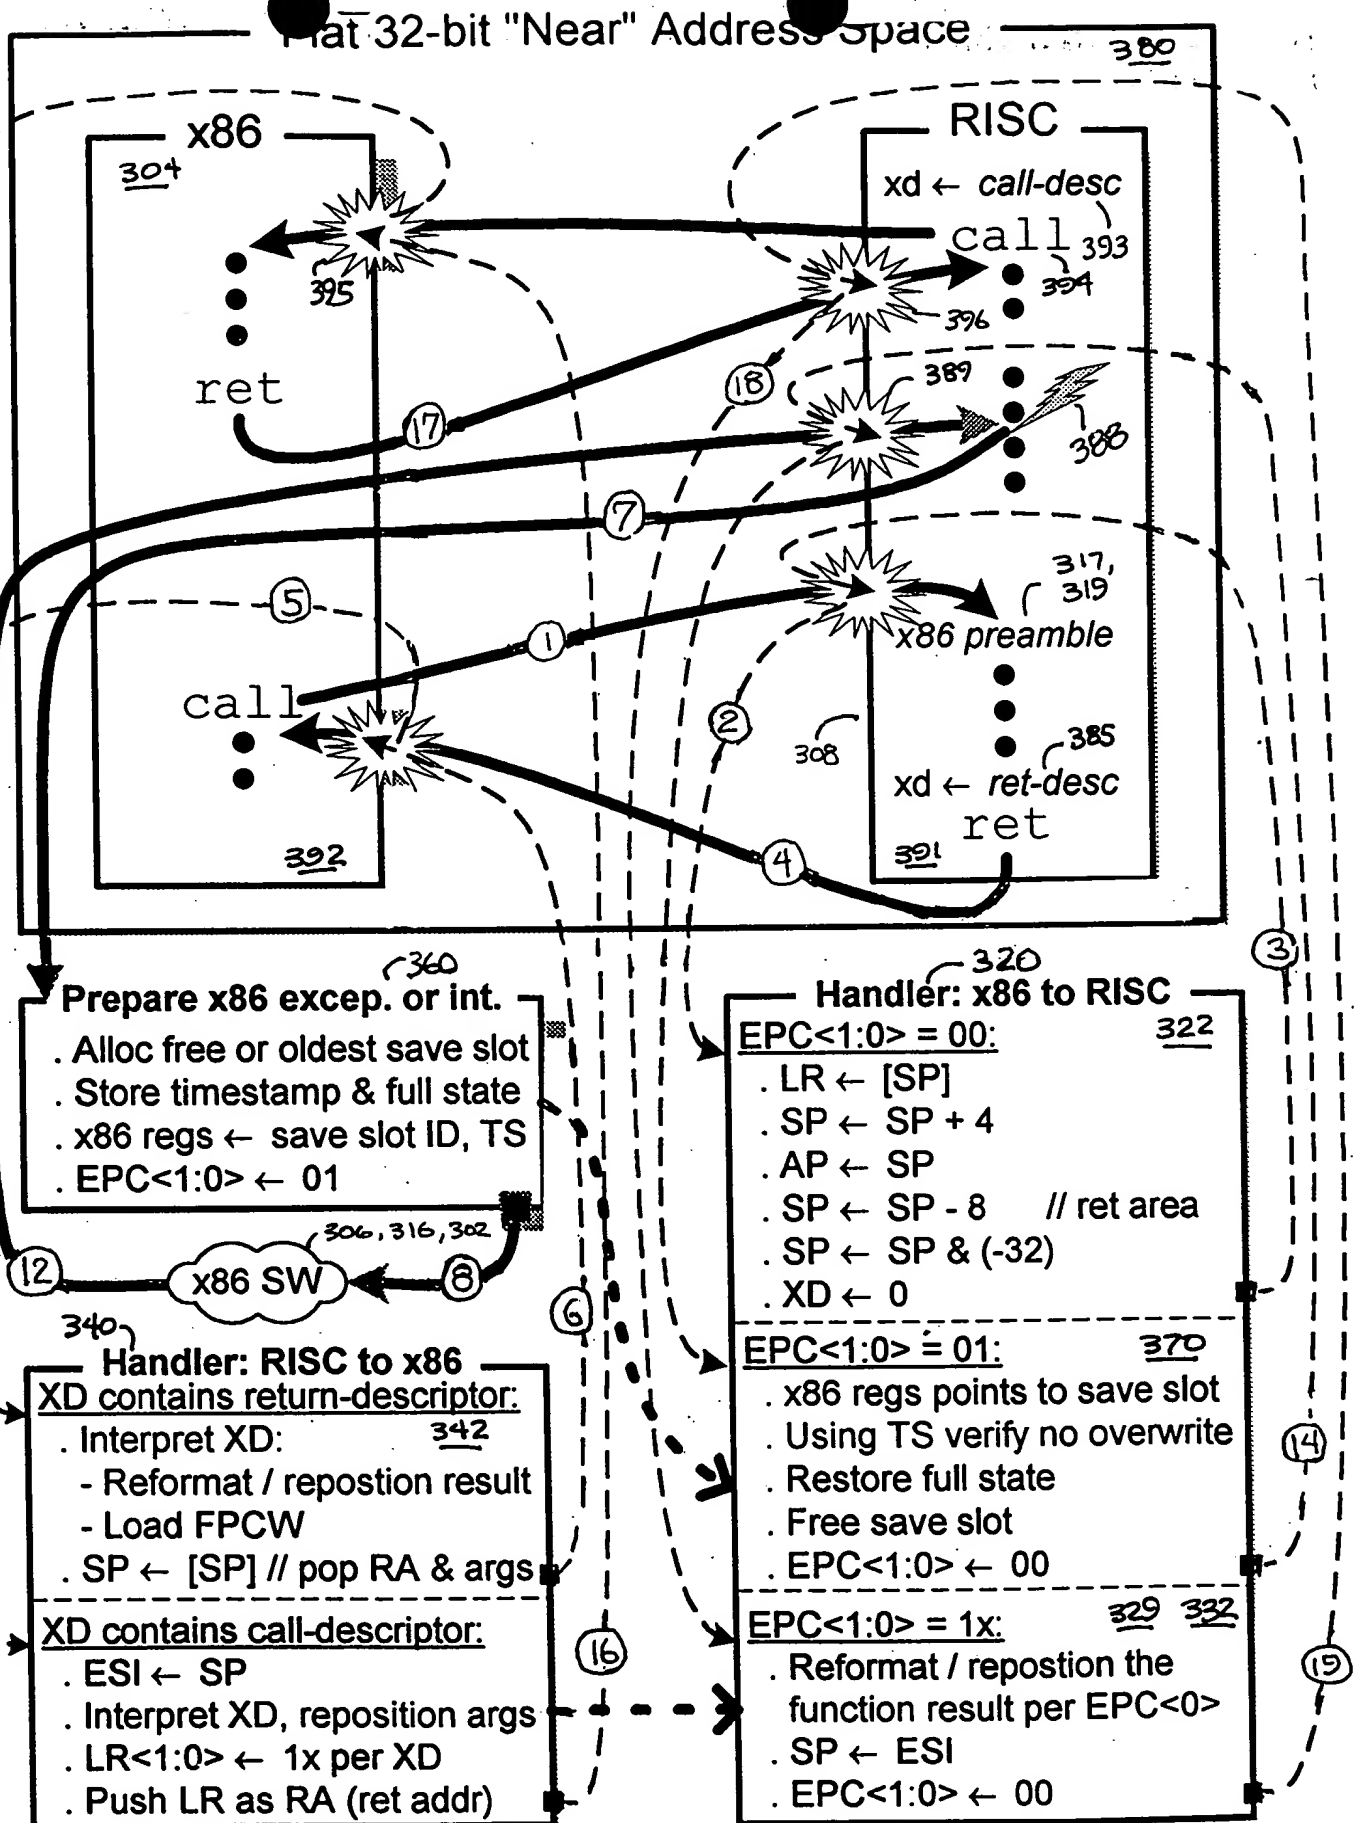 Flat 32-bit "Near" Address Space
380
x86
304
395
ret
17
7
5
1
call
392
RISC
xd ← call-desc
call 393
394
396
18
389
388
317,
319
x86 preamble
2
308
385
xd ← ret-desc
ret
391
4
3
360
Prepare x86 excep. or int.
. Alloc free or oldest save slot
. Store timestamp & full state
. x86 regs ← save slot ID, TS
. EPC<1:0> ← 01
306, 316, 302
12
x86 SW
8
6
340
Handler: RISC to x86
XD contains return-descriptor:
. Interpret XD: 342
- Reformat / repostion result
- Load FPCW
. SP ← [SP] // pop RA & args
XD contains call-descriptor:
. ESI ← SP
. Interpret XD, reposition args
. LR<1:0> ← 1x per XD
. Push LR as RA (ret addr)
16
320
Handler: x86 to RISC
EPC<1:0> = 00: 322
. LR ← [SP]
. SP ← SP + 4
. AP ← SP
. SP ← SP - 8 // ret area
. SP ← SP & (-32)
. XD ← 0
EPC<1:0> = 01: 370
. x86 regs points to save slot
. Using TS verify no overwrite
. Restore full state
. Free save slot
. EPC<1:0> ← 00
14
EPC<1:0> = 1x: 329 332
. Reformat / repostion the
function result per EPC<0>
. SP ← ESI
. EPC<1:0> ← 00